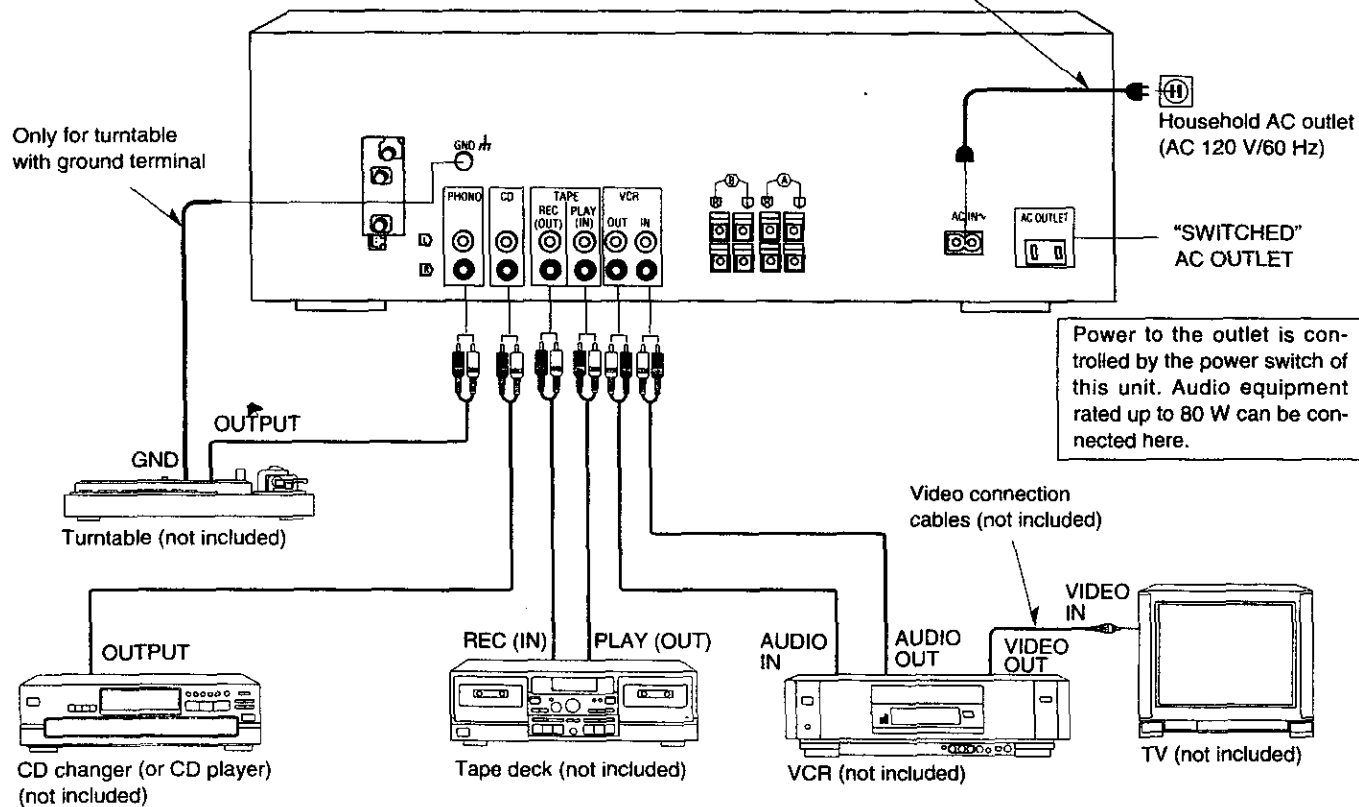 Only for turntable
with ground terminal
GND
PHONO
CD
TAPE
REC
(OUT)
PLAY
(IN)
VCR
OUT
IN
L
R
B
A
R
L
R
L
AC IN~
AC OUTLET
Household AC outlet
(AC 120 V/60 Hz)
"SWITCHED"
AC OUTLET
Power to the outlet is con-
trolled by the power switch of
this unit. Audio equipment
rated up to 80 W can be con-
nected here.
OUTPUT
GND
Turntable (not included)
Video connection
cables (not included)
VIDEO
IN
OUTPUT
REC (IN)
PLAY (OUT)
AUDIO
IN
AUDIO
OUT
VIDEO
OUT
CD changer (or CD player)
(not included)
Tape deck (not included)
VCR (not included)
TV (not included)